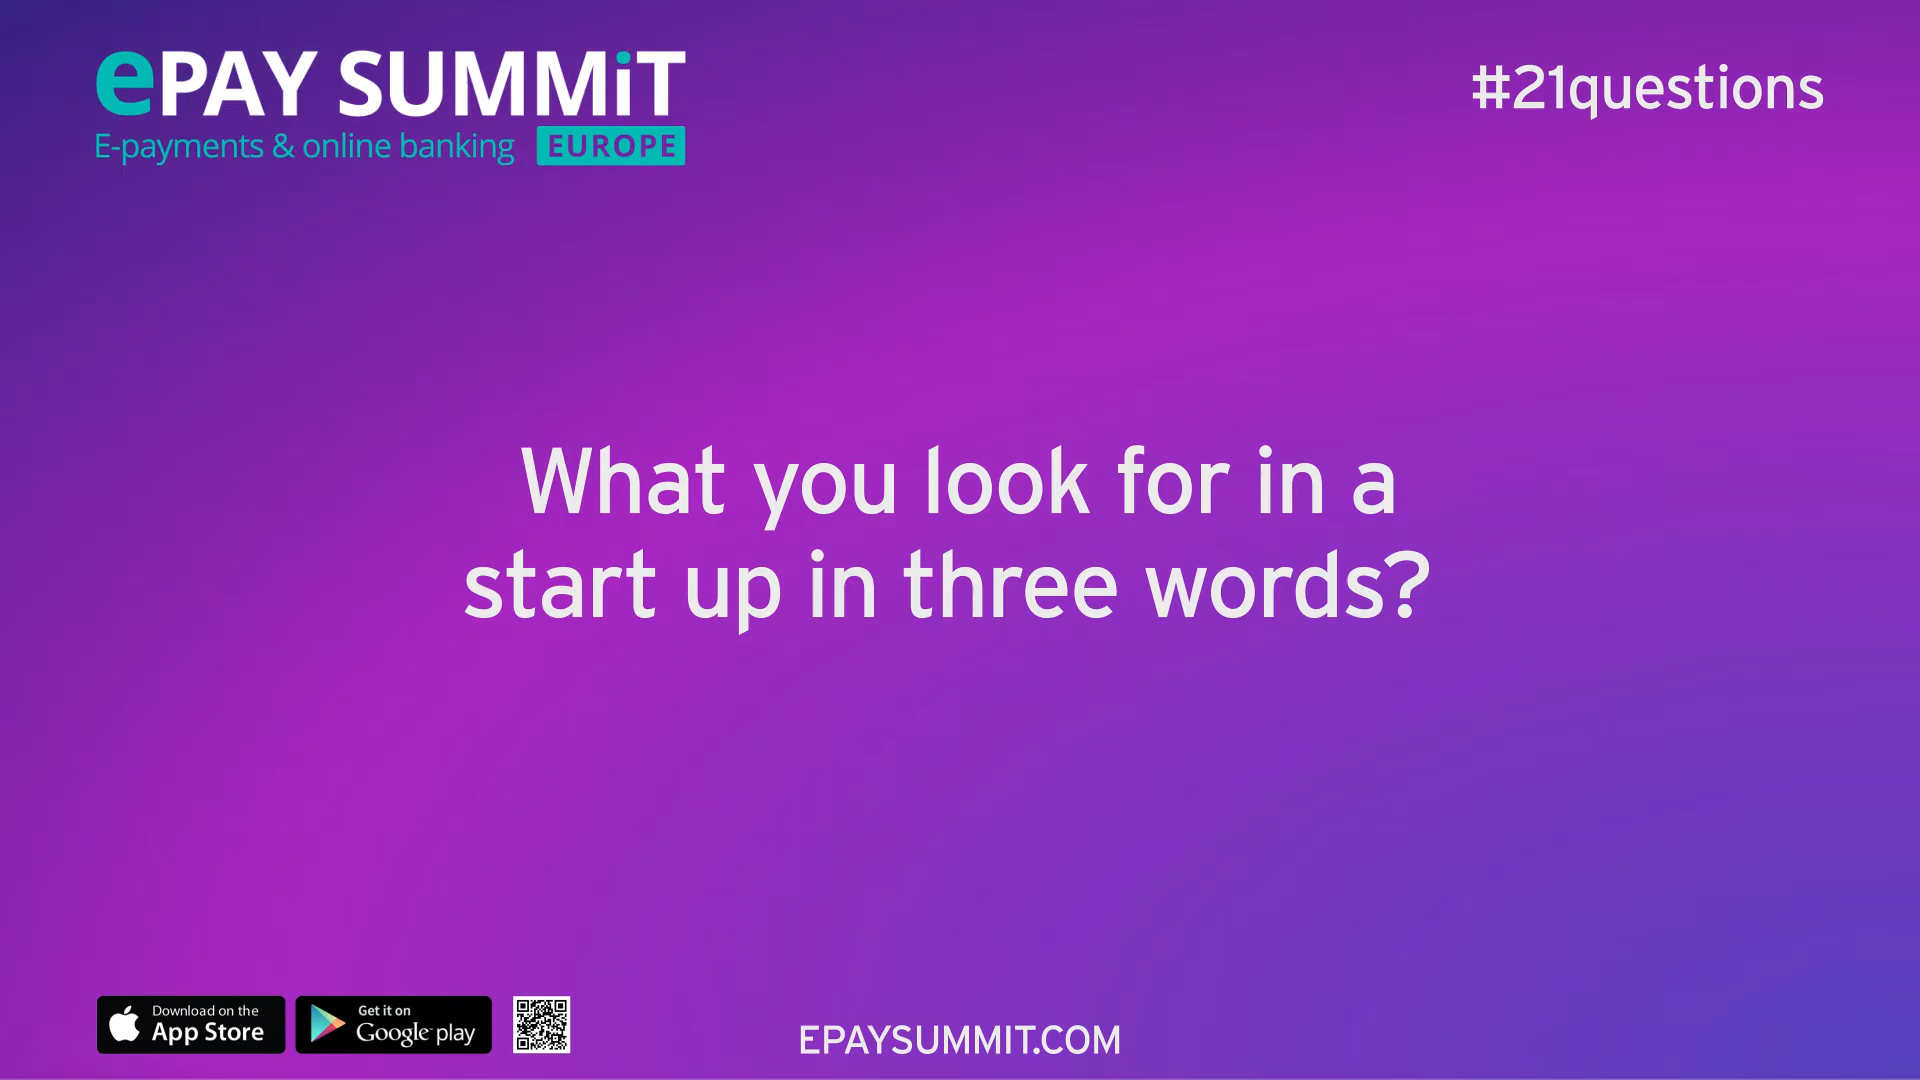 ePAY SUMMiT
E-payments & online banking EUROPE
#21questions
What you look for in a
start up in three words?
Download on the
App Store
Get it on
Google play
EPAYSUMMIT.COM